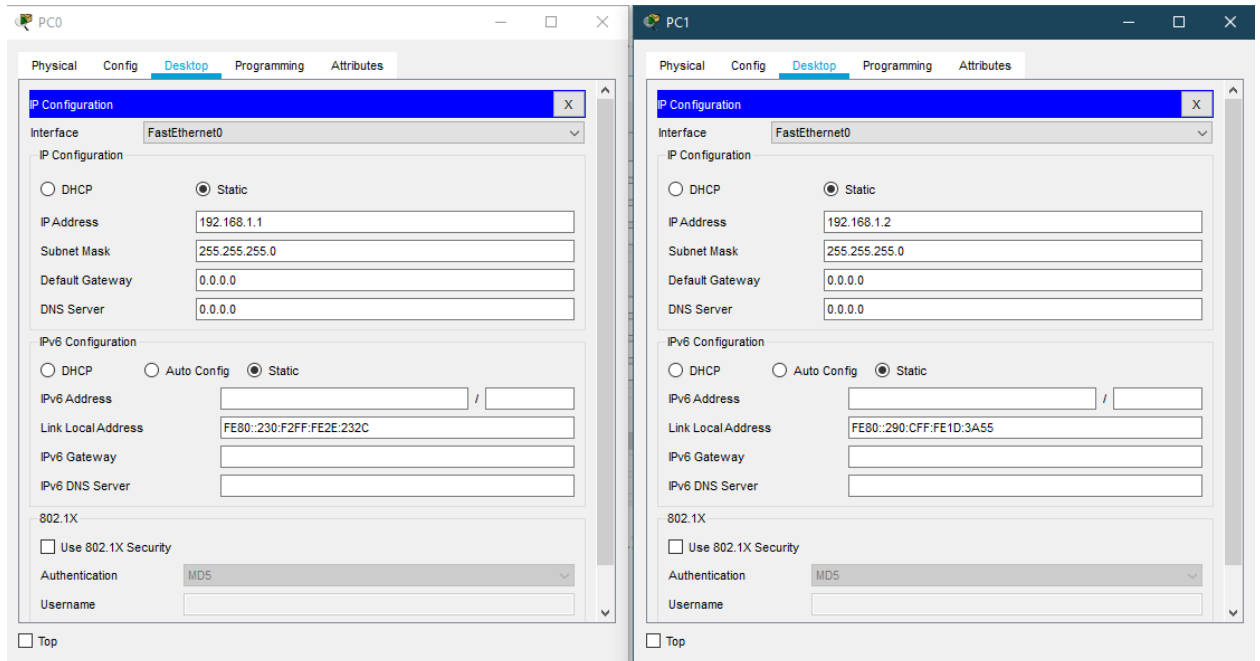 PC0
Physical Config Desktop Programming Attributes
IP Configuration X
Interface FastEthernet0
IP Configuration
DHCP Static
IP Address 192.168.1.1
Subnet Mask 255.255.255.0
Default Gateway 0.0.0.0
DNS Server 0.0.0.0
IPv6 Configuration
DHCP Auto Config Static
IPv6 Address /
Link Local Address FE80::230:F2FF:FE2E:232C
IPv6 Gateway
IPv6 DNS Server
802.1X
Use 802.1X Security
Authentication MD5
Username
Top
PC1
Physical Config Desktop Programming Attributes
IP Configuration X
Interface FastEthernet0
IP Configuration
DHCP Static
IP Address 192.168.1.2
Subnet Mask 255.255.255.0
Default Gateway 0.0.0.0
DNS Server 0.0.0.0
IPv6 Configuration
DHCP Auto Config Static
IPv6 Address /
Link Local Address FE80::290:CFF:FE1D:3A55
IPv6 Gateway
IPv6 DNS Server
802.1X
Use 802.1X Security
Authentication MD5
Username
Top